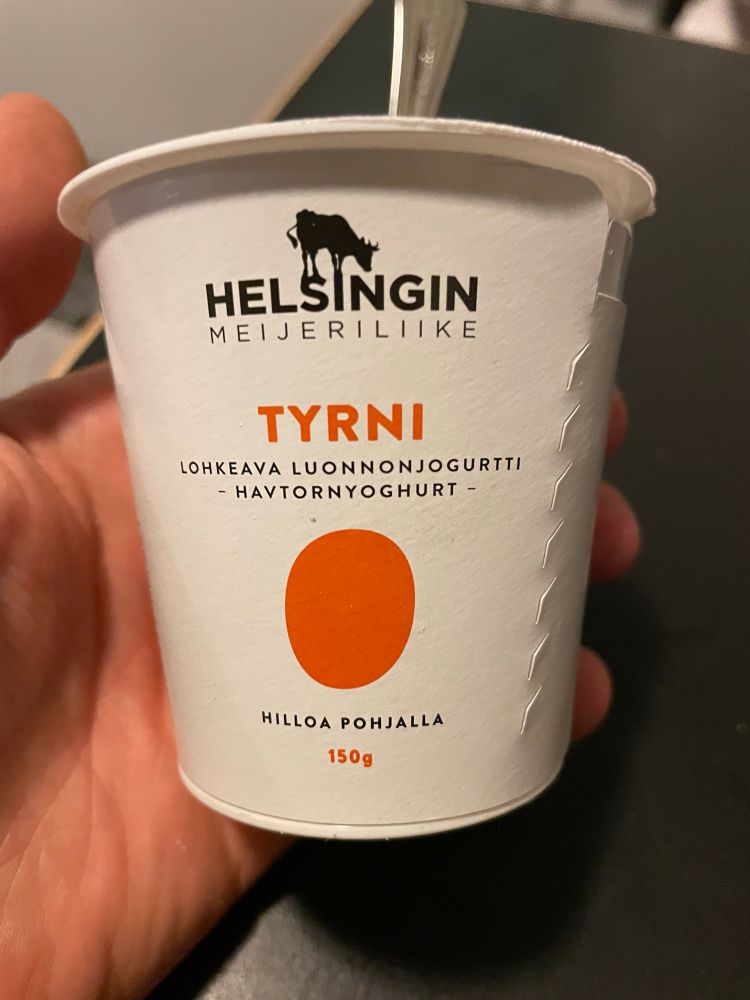 HELSINGIN
MEIJERILIIKE
TYRNI
LOHKEAVA LUONNONJOGURTTI
- HAVTORNYOGHURT -
HILLOA POHJALLA
150g